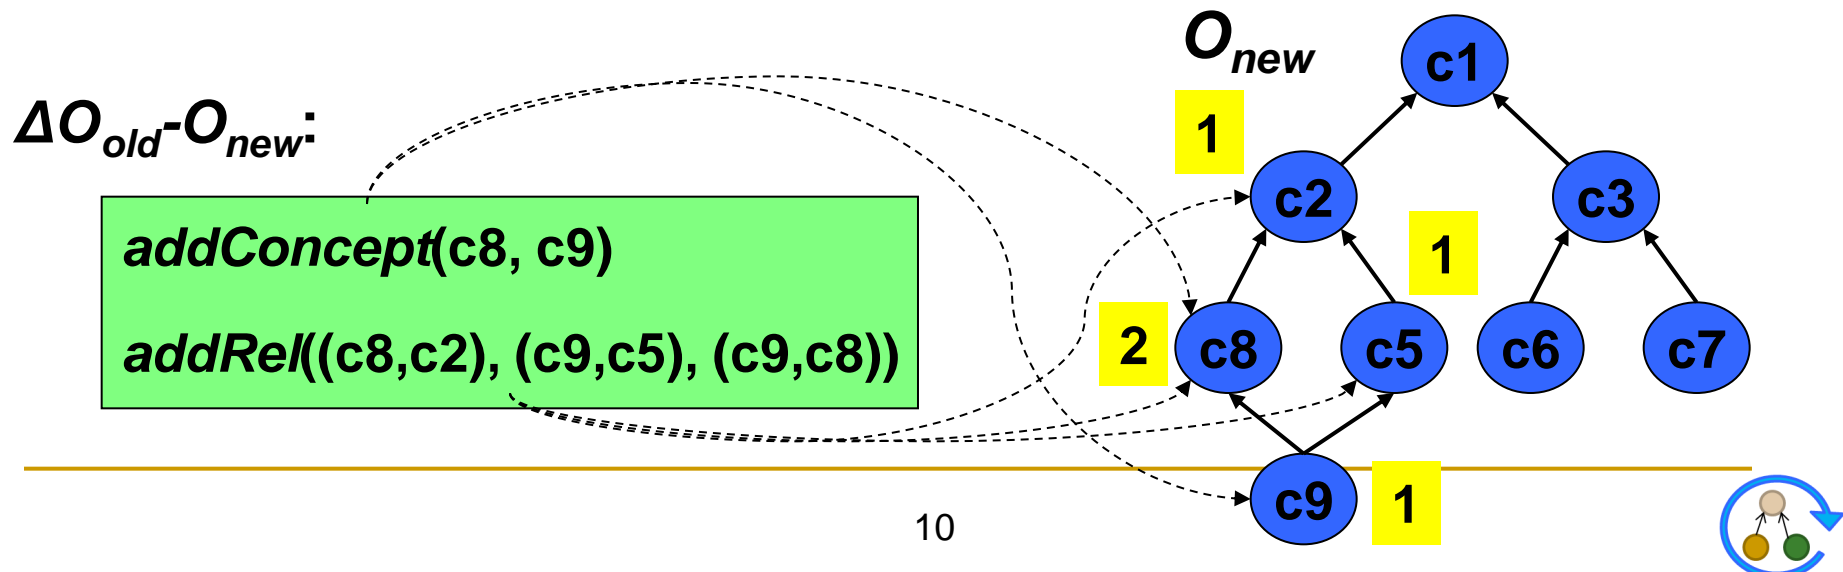 O_new
c1
ΔO_old-O_new:
1
c2
c3
addConcept(c8, c9)
1
addRel((c8,c2), (c9,c5), (c9,c8))
2
c8
c5
c6
c7
c9
1
10